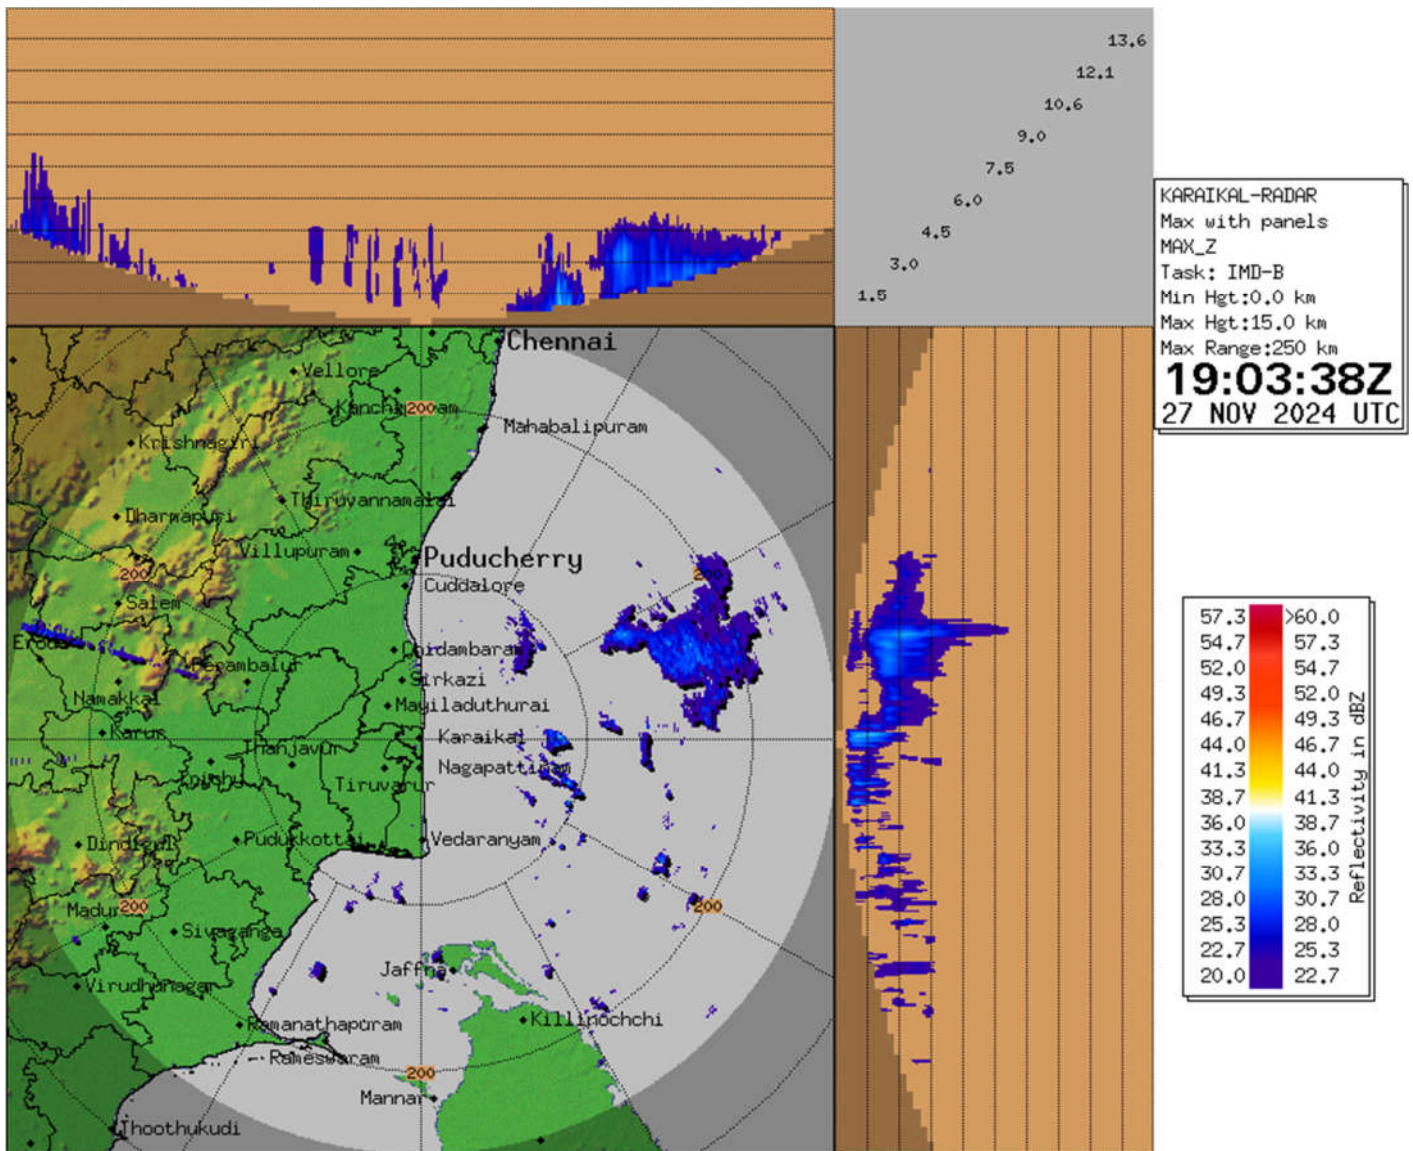 13.6
12.1
10.6
9.0
7.5
6.0
4.5
3.0
1.5
KARAIKAL-RADAR
Max with panels
MAX_Z
Task: IMD-B
Min Hgt:0.0 km
Max Hgt:15.0 km
Max Range:250 km
19:03:38Z
27 NOV 2024 UTC
Chennai
Vellore
200
Mahabalipuram
Krishnagiri
Thiruvannamalai
Dharmapuri
Villupuram
Puducherry
200
200
Cuddalore
Salem
Chidambaram
Perambalur
Sirkazi
Namakkal
Mayiladuthurai
Karur
Karaikal
Thanjavur
Nagapattinam
Tiruvarur
Dindigul
Pudukkottai
Vedaranyam
200
200
Sivaganga
Jaffna
Virudhunagar
Ramanathapuram
Killinochchi
Rameswaram
200
Mannar
Thoothukudi
57.3 >60.0
54.7 57.3
52.0 54.7
49.3 52.0
46.7 49.3
44.0 46.7
41.3 44.0
38.7 41.3
36.0 38.7
33.3 36.0
30.7 33.3
28.0 30.7
25.3 28.0
22.7 25.3
20.0 22.7
Reflectivity in dBZ